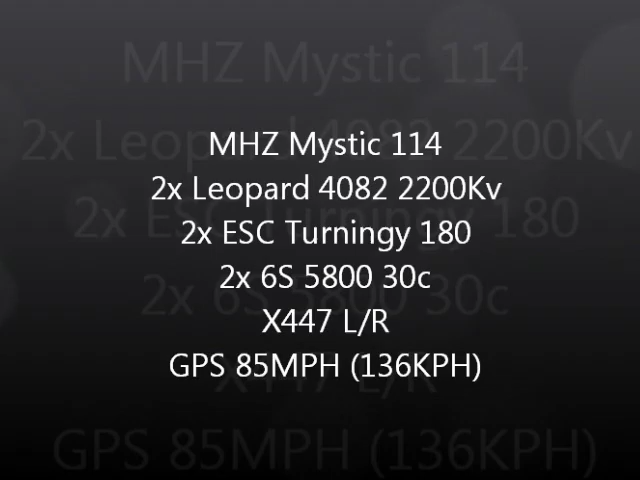 MHZ Mystic 114
2x Leopard 4082 2200Kv
2x ESC Turningy 180
2x 6S 5800 30c
X447 L/R
GPS 85MPH (136KPH)